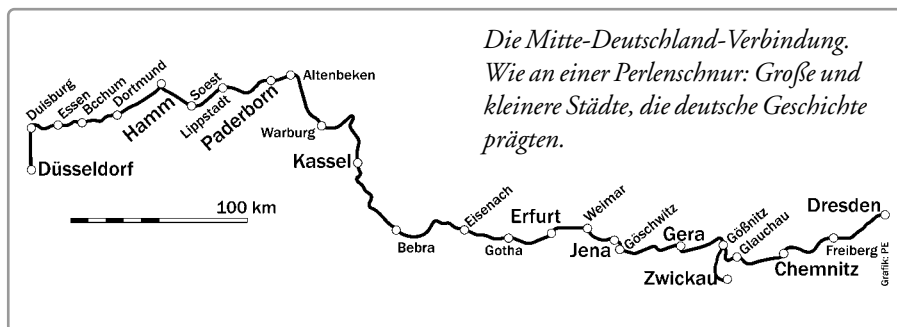 Die Mitte-Deutschland-Verbindung.
Wie an einer Perlenschnur: Große und
kleinere Städte, die deutsche Geschichte
prägten.
Duisburg
Essen
Bochum
Dortmund
Hamm
Soest
Lippstadt
Paderborn
Altenbeken
Warburg
Düsseldorf
Kassel
100 km
Bebra
Eisenach
Gotha
Erfurt
Weimar
Jena
Göschwitz
Gera
Gößnitz
Glauchau
Zwickau
Chemnitz
Freiberg
Dresden
Grafik: PE